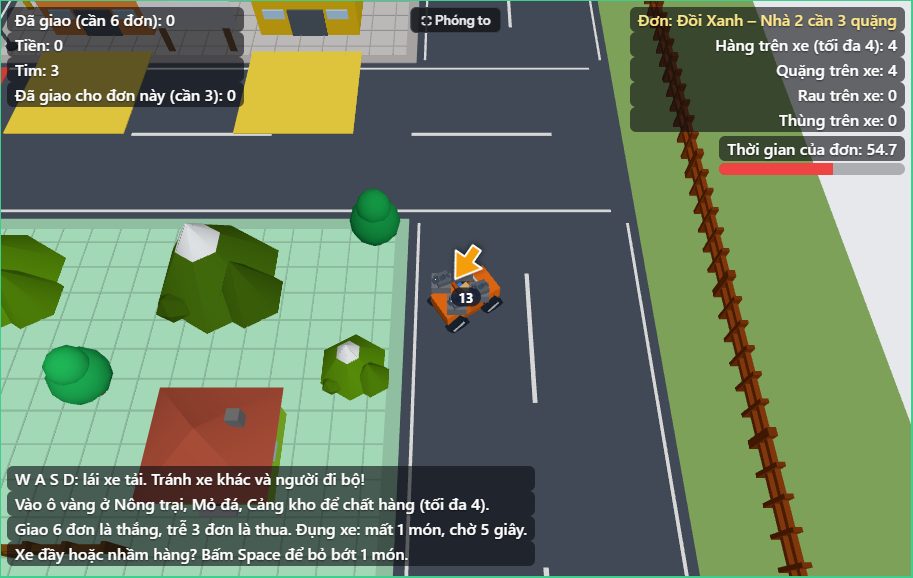 Đã giao (cần 6 đơn): 0
Tiền: 0
Tim: 3
Đã giao cho đơn này (cần 3): 0
Phóng to
Đơn: Đồi Xanh – Nhà 2 cần 3 quặng
Hàng trên xe (tối đa 4): 4
Quặng trên xe: 4
Rau trên xe: 0
Thùng trên xe: 0
Thời gian của đơn: 54.7
13
W A S D: lái xe tải. Tránh xe khác và người đi bộ!
Vào ô vàng ở Nông trại, Mỏ đá, Cảng kho để chất hàng (tối đa 4).
Giao 6 đơn là thắng, trễ 3 đơn là thua. Đụng xe: mất 1 món, chờ 5 giây.
Xe đầy hoặc nhầm hàng? Bấm Space để bỏ bớt 1 món.